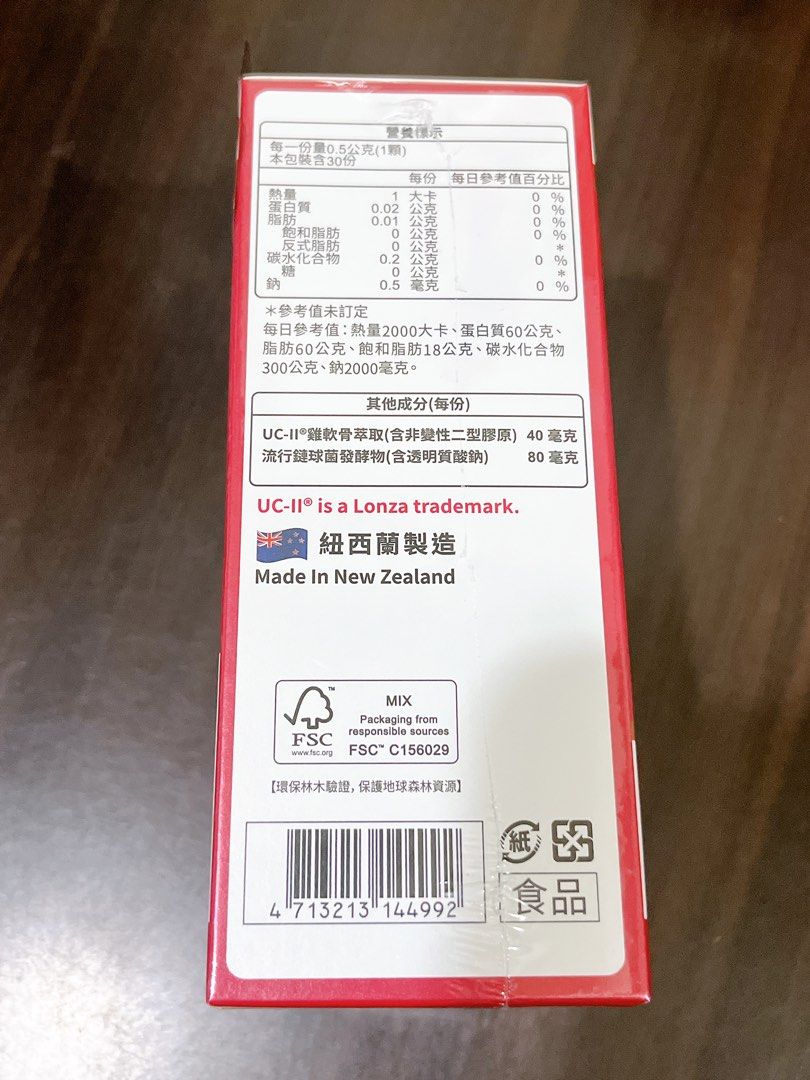 營養標示
每一份量0.5公克(1顆)
本包裝含30份
每份 每日參考值百分比
熱量 1 大卡 0 %
蛋白質 0.02 公克 0 %
脂肪 0.01 公克 0 %
飽和脂肪 0 公克 0 %
反式脂肪 0 公克 *
碳水化合物 0.2 公克 0 %
糖 0 公克 *
鈉 0.5 毫克 0 %
＊參考值未訂定
每日參考值：熱量2000大卡、蛋白質60公克、
脂肪60公克、飽和脂肪18公克、碳水化合物
300公克、鈉2000毫克。
其他成分(每份)
UC-II®雞軟骨萃取(含非變性二型膠原) 40 毫克
流行鏈球菌發酵物(含透明質酸鈉) 80 毫克
UC-II® is a Lonza trademark.
紐西蘭製造
Made In New Zealand
FSC
www.fsc.org
MIX
Packaging from
responsible sources
FSC™ C156029
【環保林木驗證, 保護地球森林資源】
紙
4 713213 144992
食品